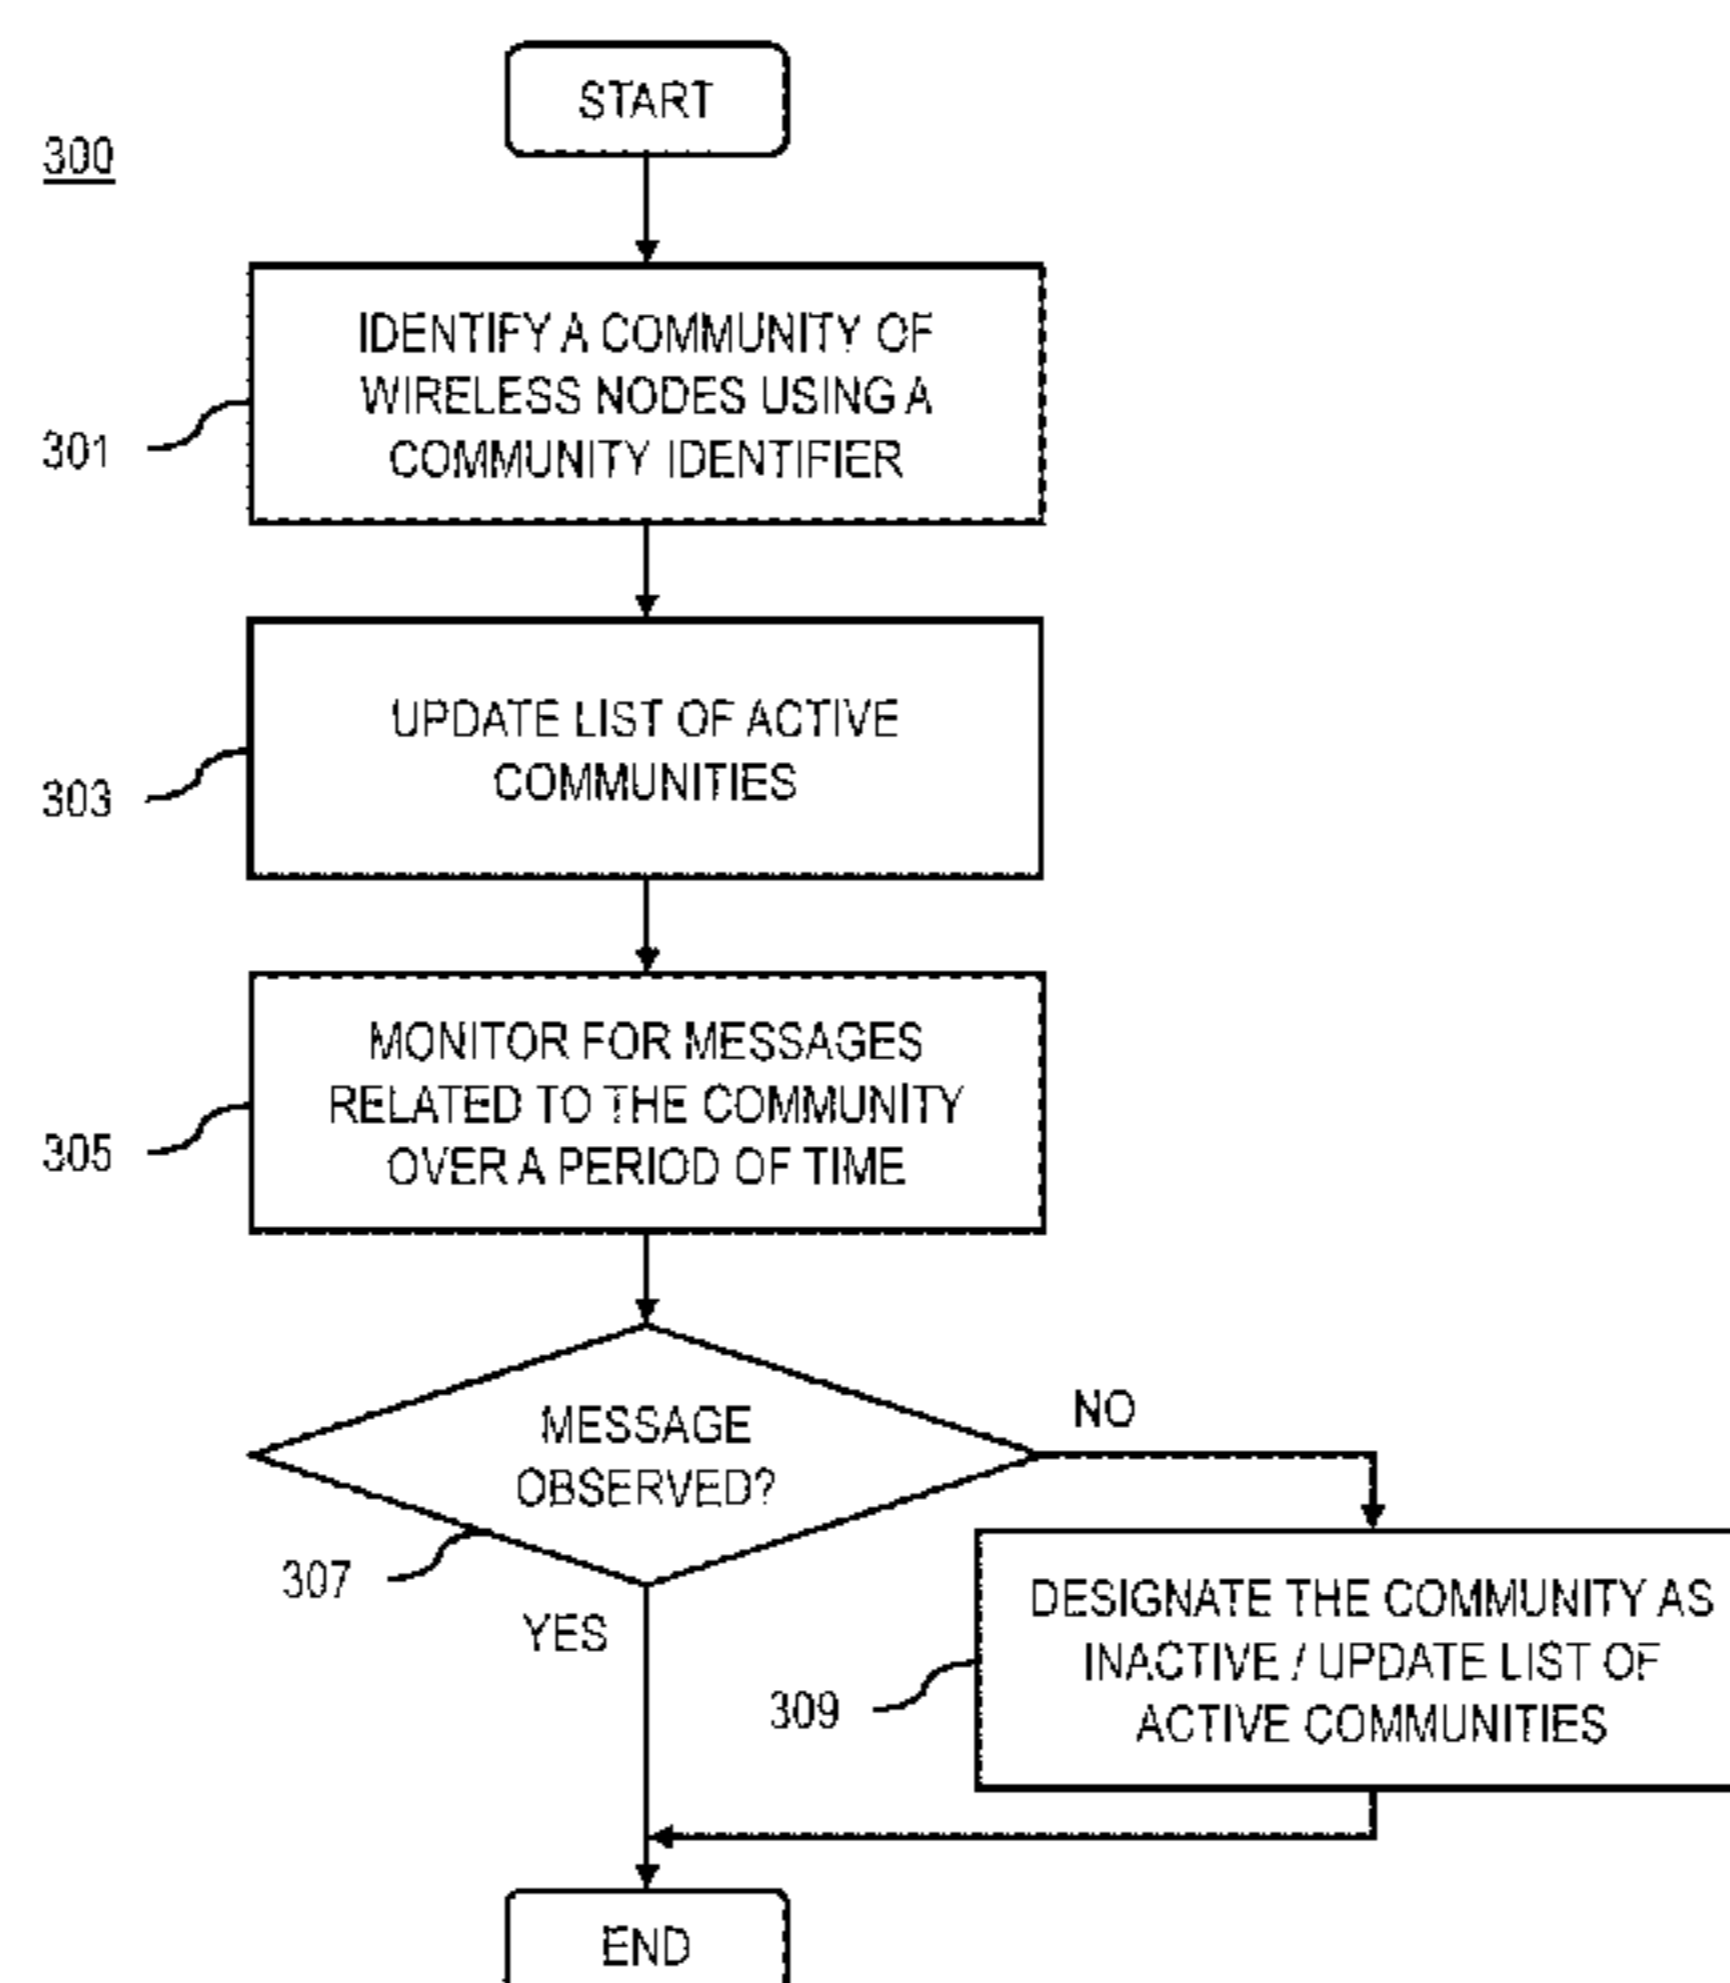 START
300
IDENTIFY A COMMUNITY OF
WIRELESS NODES USING A
COMMUNITY IDENTIFIER
301
UPDATE LIST OF ACTIVE
COMMUNITIES
303
MONITOR FOR MESSAGES
RELATED TO THE COMMUNITY
OVER A PERIOD OF TIME
305
MESSAGE
OBSERVED?
NO
307
YES
DESIGNATE THE COMMUNITY AS
INACTIVE / UPDATE LIST OF
ACTIVE COMMUNITIES
309
END